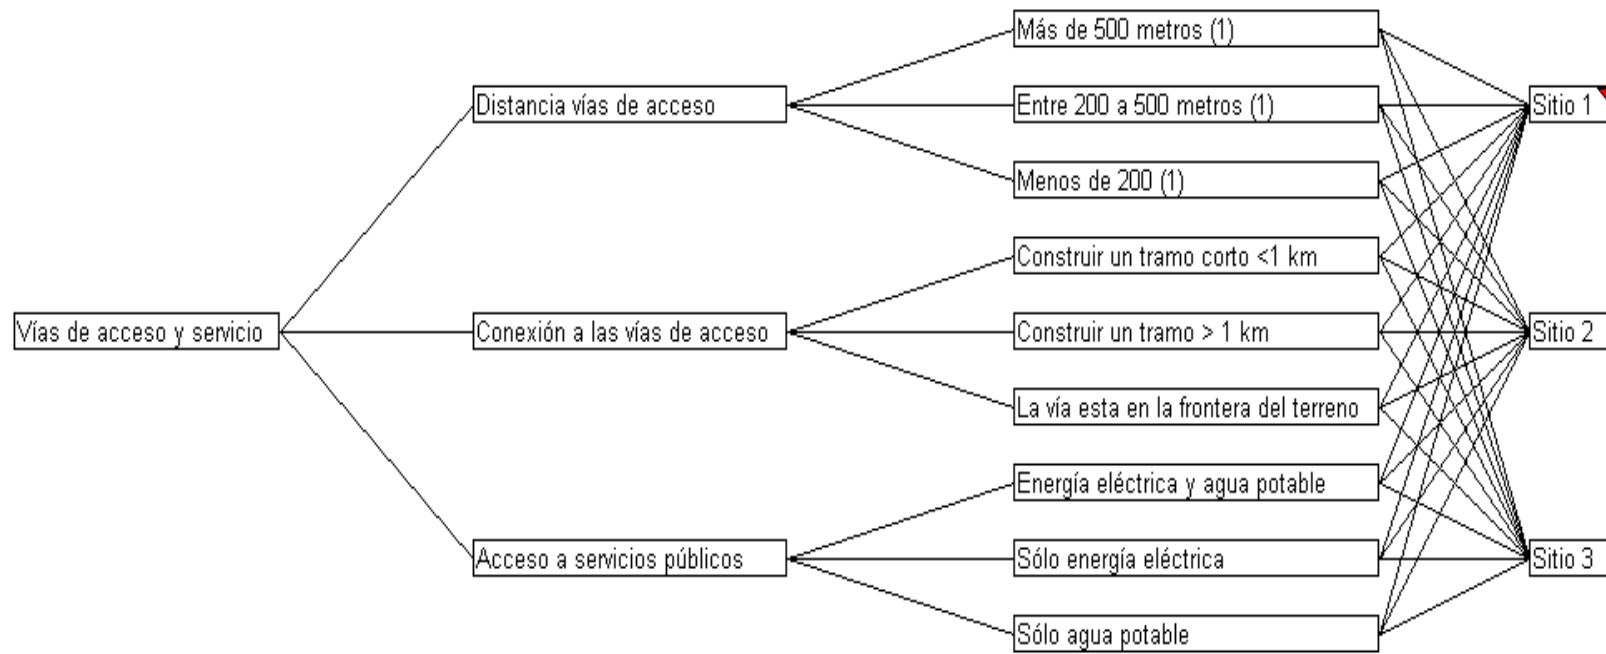 Más de 500 metros (1)
Distancia vías de acceso
Entre 200 a 500 metros (1)
Sitio 1
Menos de 200 (1)
Construir un tramo corto <1 km
Vías de acceso y servicio
Conexión a las vías de acceso
Construir un tramo > 1 km
Sitio 2
La vía esta en la frontera del terreno
Energía eléctrica y agua potable
Acceso a servicios públicos
Sólo energía eléctrica
Sitio 3
Sólo agua potable